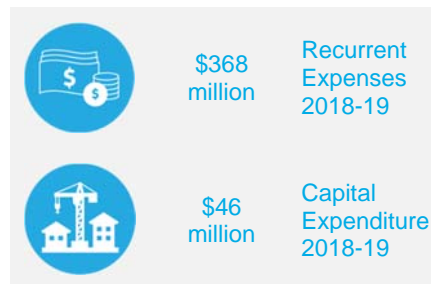 $
$
$368
million
Recurrent
Expenses
2018-19
$46
million
Capital
Expenditure
2018-19